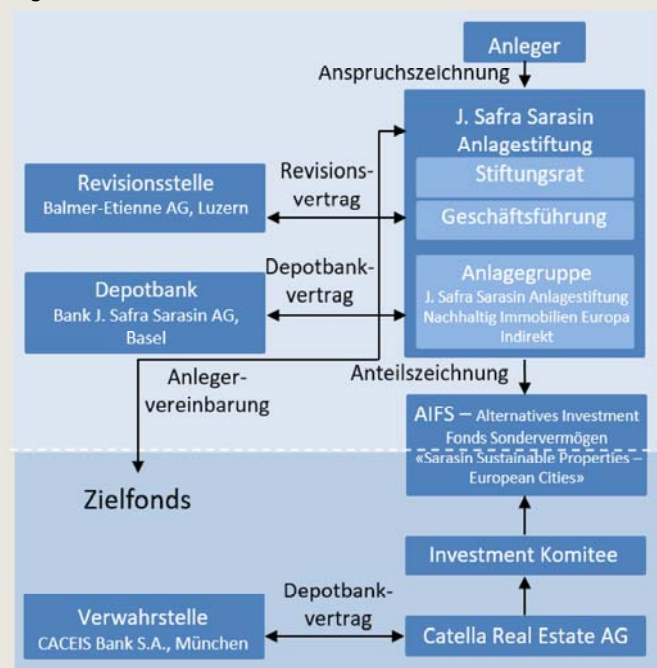 Anleger
Anspruchszeichnung
J. Safra Sarasin
Anlagestiftung
Stiftungsrat
Geschäftsführung
Revisionsstelle
Balmer-Etienne AG, Luzern
Revisions-
vertrag
Depotbank
Bank J. Safra Sarasin AG,
Basel
Depotbank-
vertrag
Anlagegruppe
J. Safra Sarasin Anlagestiftung
Nachhaltig Immobilien Europa
Indirekt
Anleger-
vereinbarung
Anteilszeichnung
AIFS – Alternatives Investment
Fonds Sondervermögen
«Sarasin Sustainable Properties –
European Cities»
Zielfonds
Investment Komitee
Verwahrstelle
CACEIS Bank S.A., München
Depotbank-
vertrag
Catella Real Estate AG